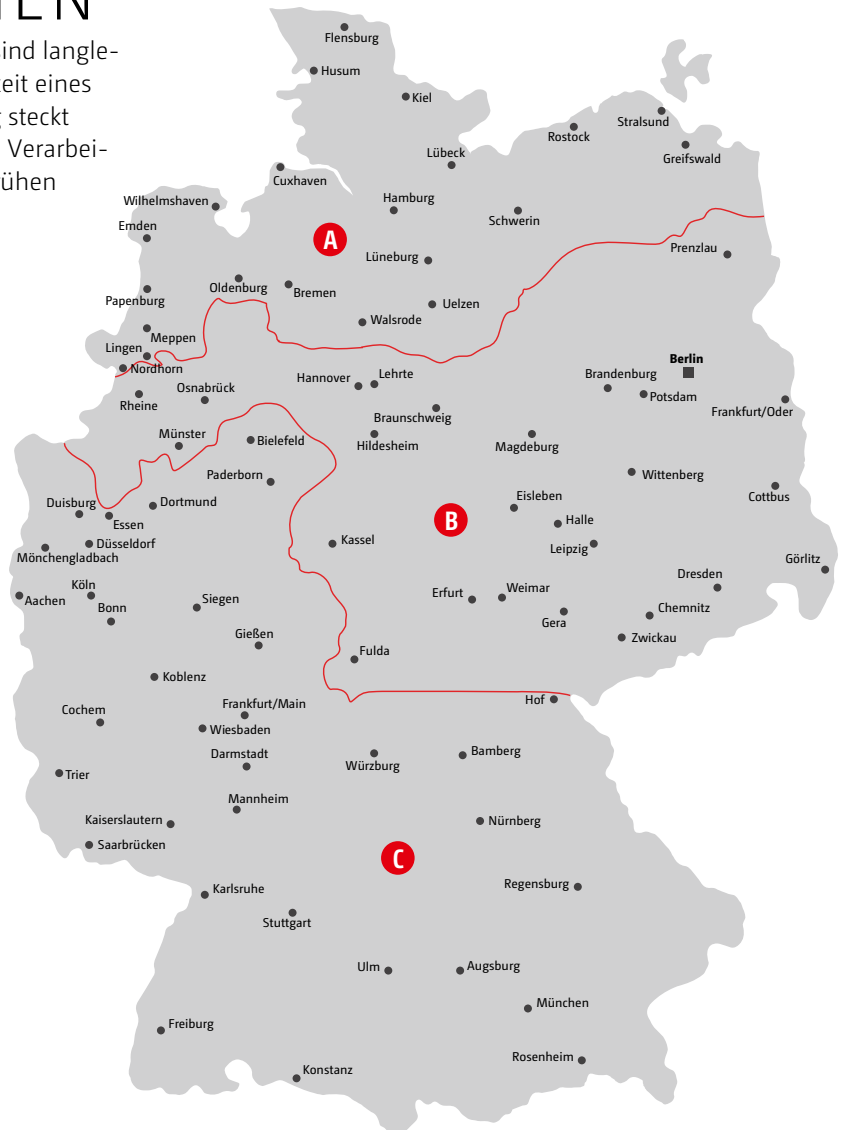 TEN
ind langle-
eit eines
steckt
Verarbei-
ühen
Flensburg
Husum
Kiel
Stralsund
Rostock
Greifswald
Lübeck
Cuxhaven
Hamburg
Wilhelmshaven
Schwerin
Emden
A
Prenzlau
Lüneburg
Oldenburg
Bremen
Papenburg
Uelzen
Walsrode
Meppen
Lingen
Nordhorn
Berlin
Hannover
Lehrte
Brandenburg
Osnabrück
Potsdam
Rheine
Frankfurt/Oder
Braunschweig
Münster
Bielefeld
Hildesheim
Magdeburg
Paderborn
Wittenberg
Cottbus
Duisburg
Dortmund
Eisleben
Essen
B
Halle
Düsseldorf
Kassel
Leipzig
Mönchengladbach
Görlitz
Dresden
Köln
Weimar
Erfurt
Aachen
Siegen
Bonn
Chemnitz
Gera
Gießen
Zwickau
Fulda
Koblenz
Hof
Frankfurt/Main
Cochem
Wiesbaden
Darmstadt
Würzburg
Bamberg
Trier
Mannheim
Kaiserslautern
Nürnberg
Saarbrücken
C
Regensburg
Karlsruhe
Stuttgart
Ulm
Augsburg
München
Freiburg
Rosenheim
Konstanz